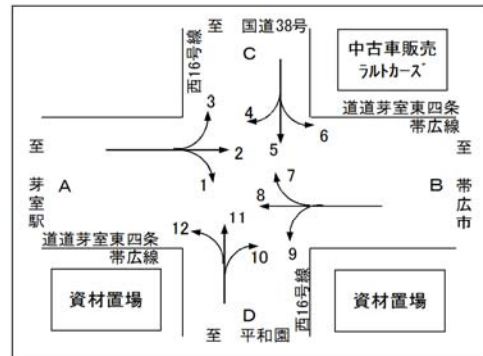 至 国道38号
西16号線
C
中古車販売
ラルトカーズ
3
4
5
6
道道芽室東四条
帯広線
至
芽室駅
A
2
1
7
8
B
至
帯広市
12
11
10
9
道道芽室東四条
帯広線
資材置場
西16号線
資材置場
D
至 平和園